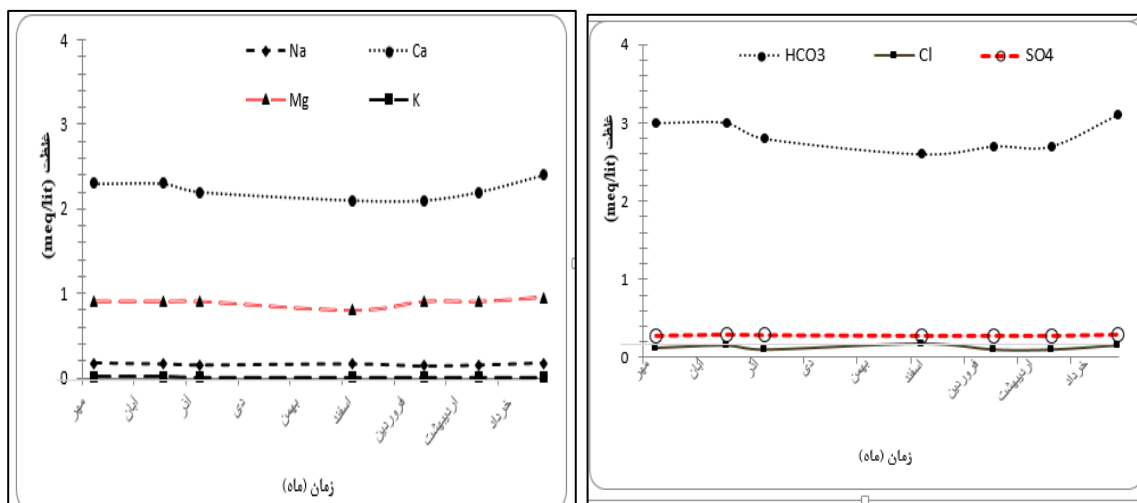 Na
Ca
Mg
K
4
3
2
1
0
غلظت (meq/lit)
مهر
آبان
آذر
دی
بهمن
اسفند
فروردین
اردیبهشت
خرداد
زمان (ماه)
HCO3
Cl
SO4
4
3
2
1
0
غلظت (meq/lit)
مهر
آبان
آذر
دی
بهمن
اسفند
فروردین
اردیبهشت
خرداد
زمان (ماه)